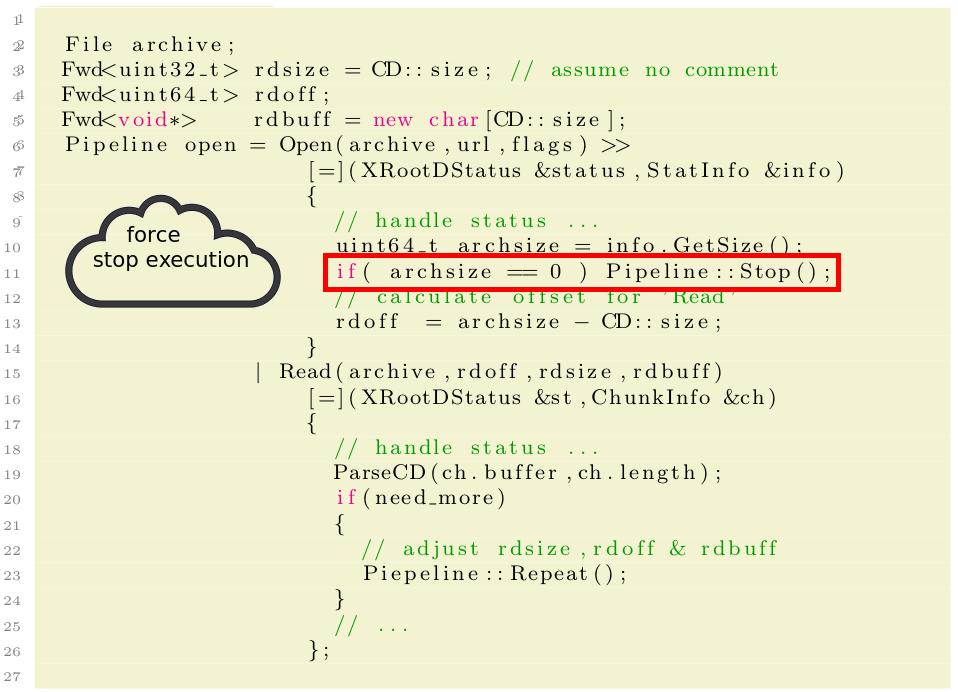 1
2 File archive;
3 Fwd<uint32_t> rdsize = CD::size; // assume no comment
4 Fwd<uint64_t> rdoff;
5 Fwd<void*> rdbuff = new char[CD::size];
6 Pipeline open = Open(archive,url,flags) >>
7 [=](XRootDStatus &status,StatInfo &info)
8 {
9 // handle status ...
10 uint64_t archsize = info.GetSize();
11 if( archsize == 0 ) Pipeline::Stop();
12 // calculate offset for 'Read'
13 rdoff = archsize - CD::size;
14 }
15 | Read(archive,rdoff,rdsize,rdbuff)
16 [=](XRootDStatus &st,ChunkInfo &ch)
17 {
18 // handle status ...
19 ParseCD(ch.buffer,ch.length);
20 if(need_more)
21 {
22 // adjust rdsize,rdoff & rdbuff
23 Piepeline::Repeat();
24 }
25 // ...
26 };
27
force
stop execution